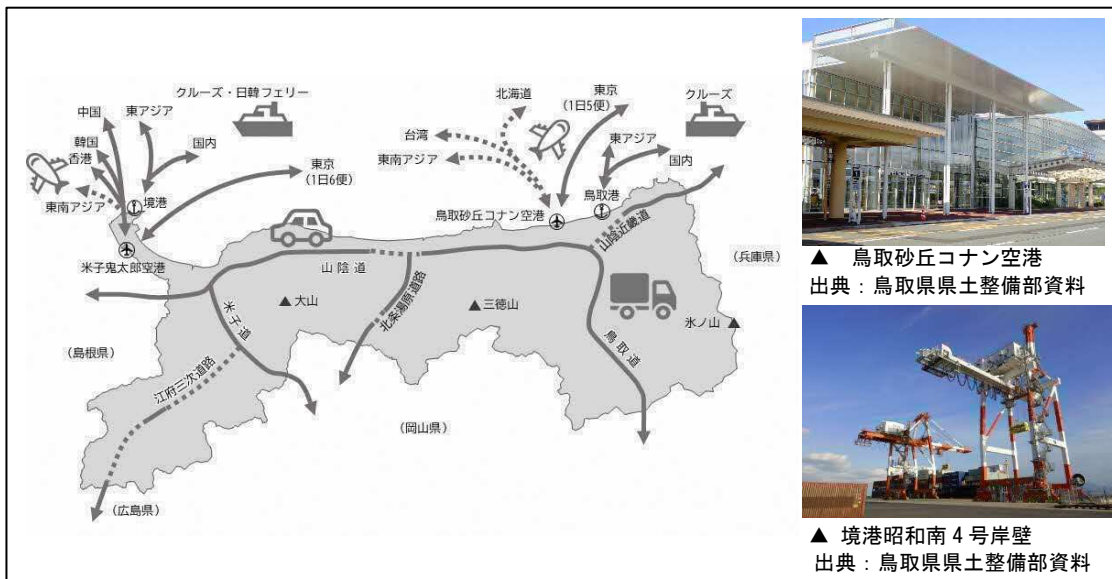 クルーズ・日韓フェリー
中国
東アジア
韓国
香港
国内
東南アジア
境港
東京
(1日6便)
米子鬼太郎空港
北海道
東京
(1日5便)
クルーズ
台湾
東アジア
東南アジア
国内
鳥取港
鳥取砂丘コナン空港
山陰近畿道
(兵庫県)
山陰道
▲大山
北条湯原道路
▲三徳山
氷ノ山▲
米子道
鳥取道
(島根県)
江府三次道路
(岡山県)
(広島県)
▲ 鳥取砂丘コナン空港
出典：鳥取県県土整備部資料
▲ 境港昭和南4号岸壁
出典：鳥取県県土整備部資料